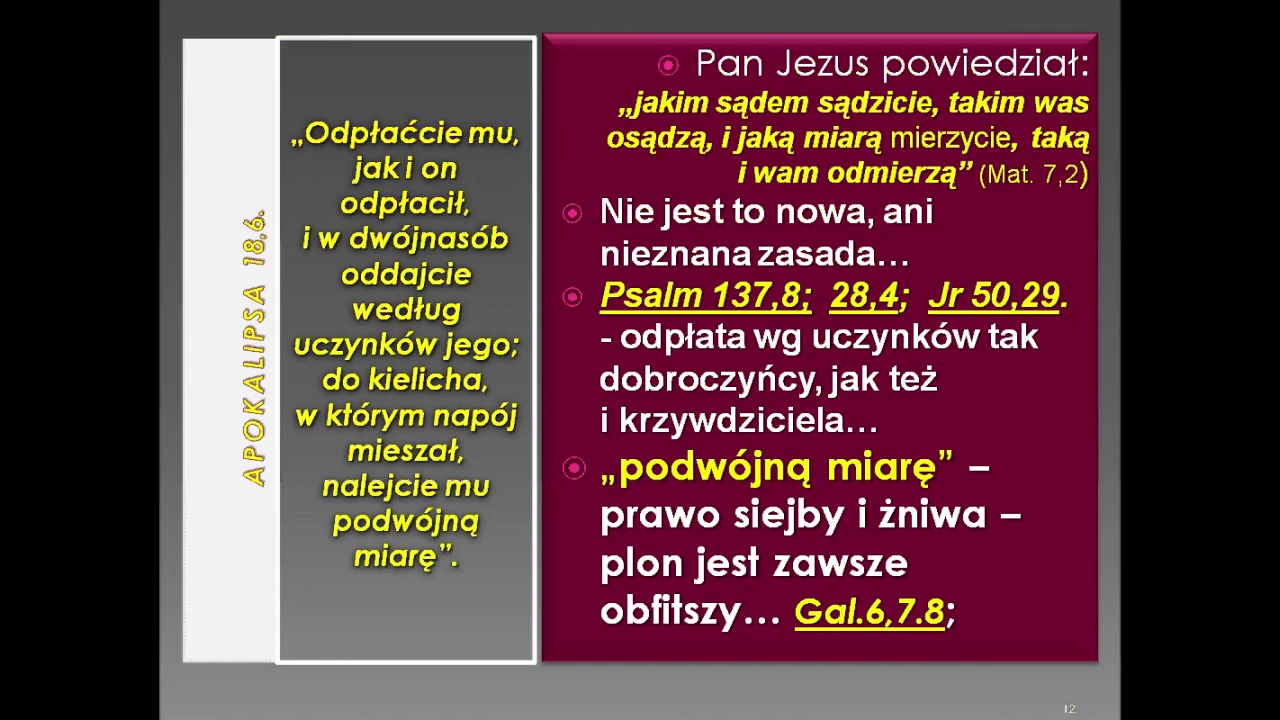 APOKALIPSA 18,6.
„Odpłaćcie mu,
jak i on
odpłacił,
i w dwójnasób
oddajcie
według
uczynków jego;
do kielicha,
w którym napój
mieszał,
nalejcie mu
podwójną
miarę”.
Pan Jezus powiedział:
„jakim sądem sądzicie, takim was
osądzą, i jaką miarą mierzycie, taką
i wam odmierzą” (Mat. 7,2)
Nie jest to nowa, ani
nieznana zasada…
Psalm 137,8; 28,4; Jr 50,29.
- odpłata wg uczynków tak
dobroczyńcy, jak też
i krzywdziciela…
„podwójną miarę” –
prawo siejby i żniwa –
plon jest zawsze
obfitszy… Gal.6,7.8;
12